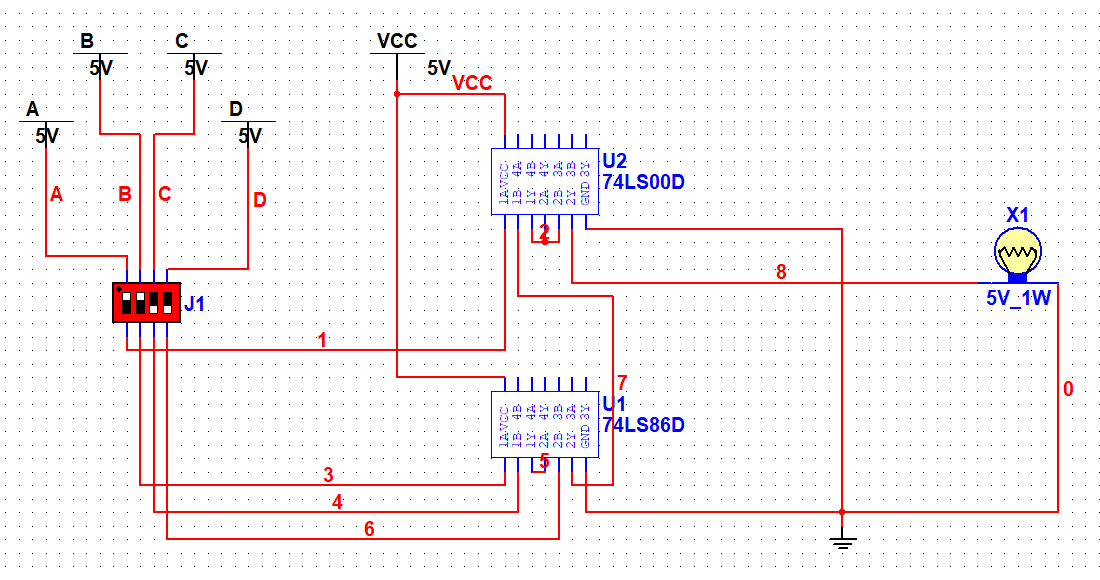 B
C
VCC
5V
5V
5V
VCC
A
D
5V
5V
A
B
C
D
1A VCC
1B 4A
1Y 4B
2A 4Y
2B 3A
2Y 3B
GND 3Y
U2
74LS00D
2
X1
8
5V_1W
J1
1
7
0
1A VCC
1B 4B
1Y 4A
2A 4Y
2B 3B
2Y 3A
GND 3Y
U1
74LS86D
5
3
4
6